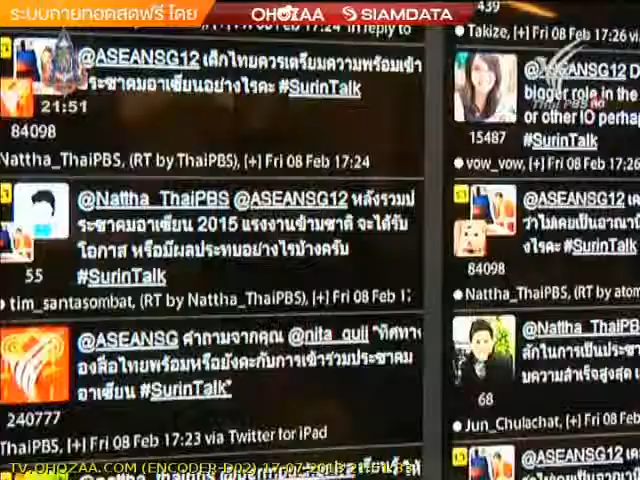 ระบบถ่ายทอดสดฟรี โดย OHOZAA SIAMDATA
@ASEANSG12 เด็กไทยควรเตรียมความพร้อมเข้า
ประชาคมอาเซียนอย่างไรคะ #SurinTalk
21:51
84098
Nattha_ThaiPBS, (RT by ThaiPBS), [+] Fri 08 Feb 17:24
@Nattha_ThaiPBS @ASEANSG12 หลังรวมป
ระชาคมอาเซียน 2015 แรงงานข้ามชาติ จะได้รับ
โอกาส หรือมีผลประทบอย่างไรบ้างครับ
#SurinTalk
55
tim_santasombat, (RT by Nattha_ThaiPBS), [+] Fri 08 Feb 1
@ASEANSG คำถามจากคุณ @nita_guii "ทิศทา
องสื่อไทยพร้อมหรือยังคะกับการเข้าร่วมประชาคม
อาเซียน #SurinTalk"
240777
ThaiPBS, [+] Fri 08 Feb 17:23 via Twitter for iPad
439
Takize, [+] Fri 08 Feb 17:26 vi
@ASEANSG12 D
bigger role in the
or other IO perhap
#SurinTalk
Thai PBS
15487
vow_vow, [+] Fri 08 Feb 17:26
@ASEANSG12 เค
ว่าไม่เคยเป็นอาณา
งไรคะ #SurinTalk
84098
Nattha_ThaiPBS, (RT by atom
@Nattha_ThaiPB
ลักในการเป็นประชา
บความสำเร็จสูงสุด
68
Jun_Chulachat, [+] Fri 08 Feb
@ASEANSG12 เค
TV.OHOZAA.COM (ENCODER-D02) 17-07-2013 21:51:33